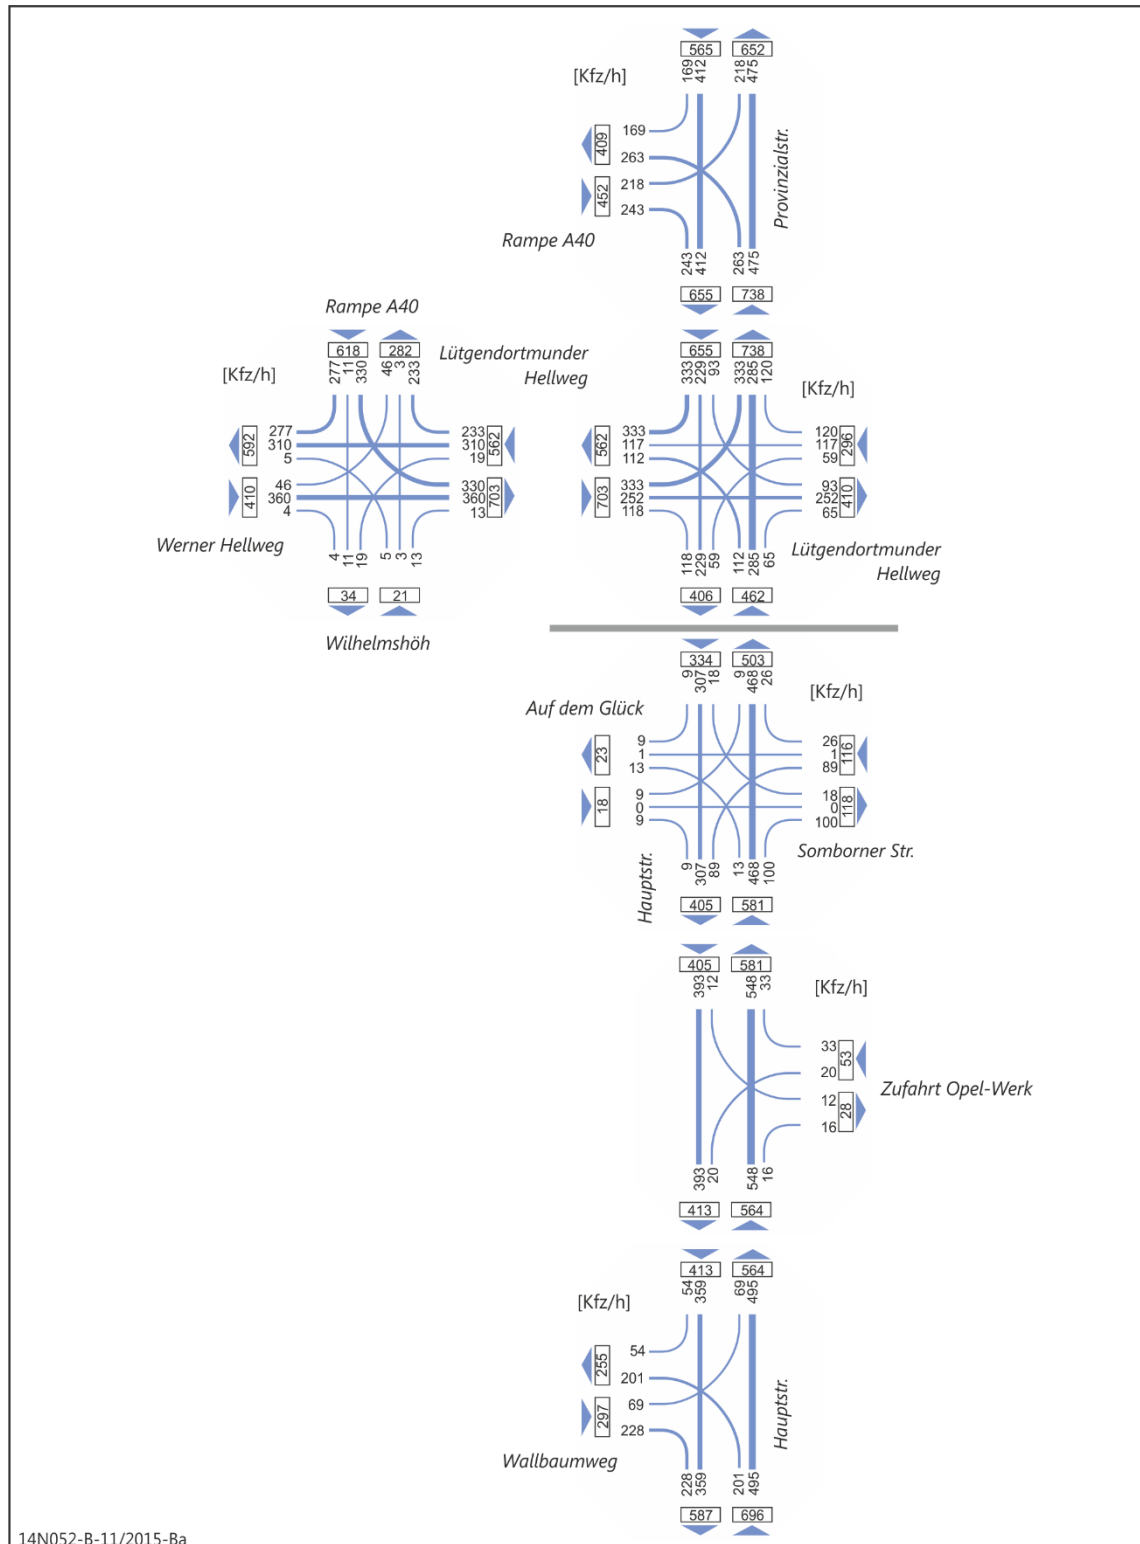 565 652
169 412 218 475
[Kfz/h]
409 169
263
452 218
243
Provinzialstr.
Rampe A40
243 412 263 475
655 738
Rampe A40
618 282
277 11 330 46 3 233
Lütgendortmunder
Hellweg
[Kfz/h]
592 277
310
5
410 46
360
4
233 562
310
19
330 703
360
13
Werner Hellweg
4 11 19 5 3 13
34 21
Wilhelmshöh
655 738
333 229 93 333 285 120
[Kfz/h]
562 333
117
112
703 333
252
118
120 296
117
59
93 410
252
65
118 229 59 112 285 65
Lütgendortmunder
Hellweg
406 462
334 503
9 307 18 9 468 26
[Kfz/h]
Auf dem Glück
23 9
1
13
18 9
0
9
26 116
1
89
18 118
0
100
Somborner Str.
Hauptstr.
9 307 89 13 468 100
405 581
405 581
393 12 548 33
[Kfz/h]
33 53
20
12 28
16
Zufahrt Opel-Werk
393 20 548 16
413 564
413 564
54 359 69 495
[Kfz/h]
255 54
201
297 69
228
Hauptstr.
Wallbaumweg
228 359 201 495
587 696
14N052-B-11/2015-Ba